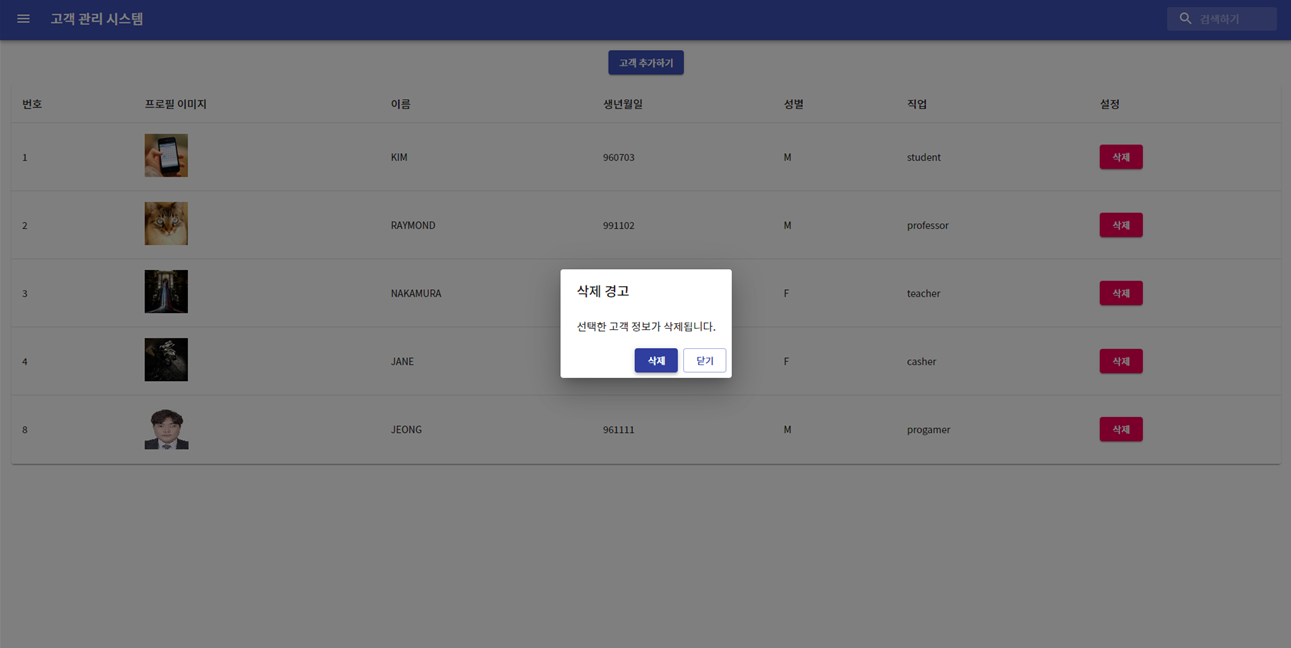 고객 관리 시스템
검색하기
고객 추가하기
번호 프로필 이미지 이름 생년월일 성별 직업 설정
1 KIM 960703 M student 삭제
2 RAYMOND 991102 M professor 삭제
3 NAKAMURA F teacher 삭제
삭제 경고
선택한 고객 정보가 삭제됩니다.
삭제 닫기
4 JANE F casher 삭제
8 JEONG 961111 M progamer 삭제